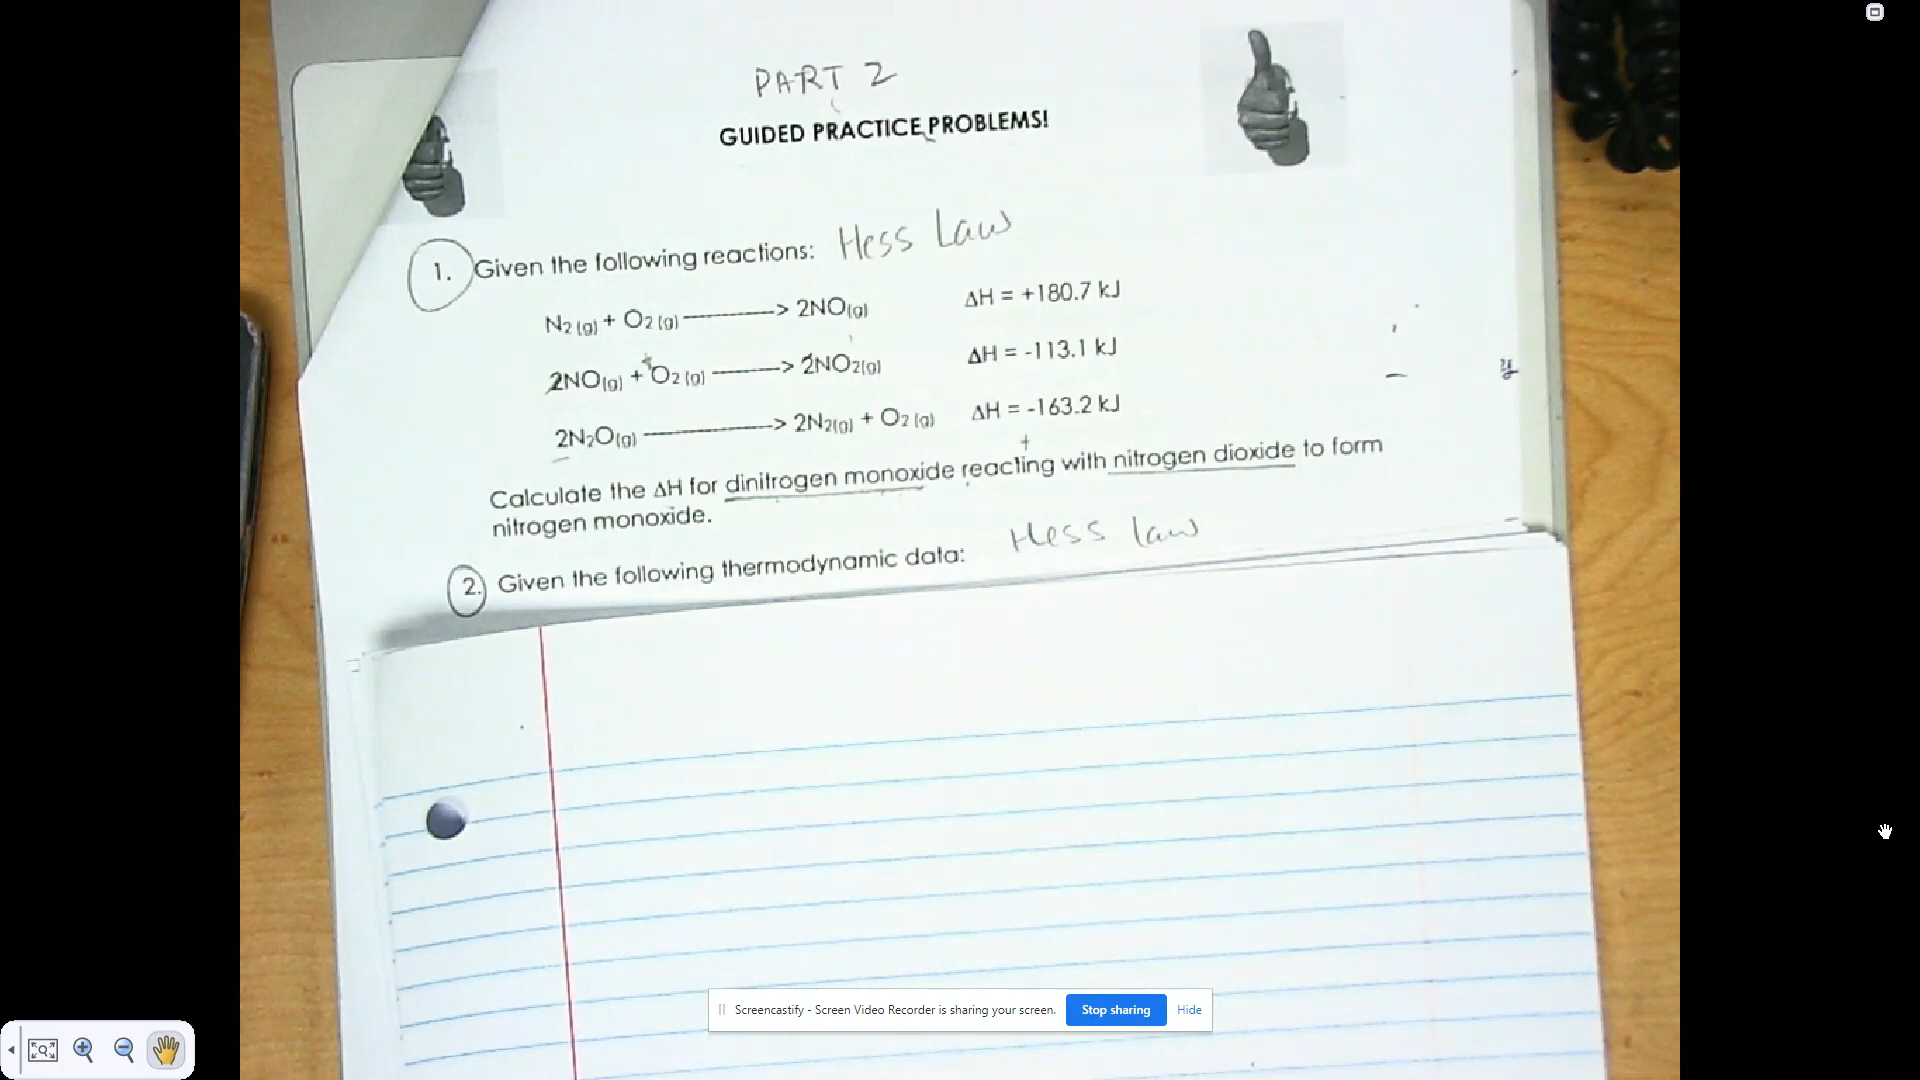 PART 2
GUIDED PRACTICE PROBLEMS!
1. Given the following reactions: Hess Law
N2 (g) + O2 (g) ----------> 2NO(g) ΔH = +180.7 kJ
2NO(g) + O2 (g) --------> 2NO2(g) ΔH = -113.1 kJ
2N2O(g) ---------------> 2N2(g) + O2 (g) ΔH = -163.2 kJ
+
Calculate the ΔH for dinitrogen monoxide reacting with nitrogen dioxide to form
nitrogen monoxide.
2. Given the following thermodynamic data: Hess law
Screencastify - Screen Video Recorder is sharing your screen. Stop sharing Hide